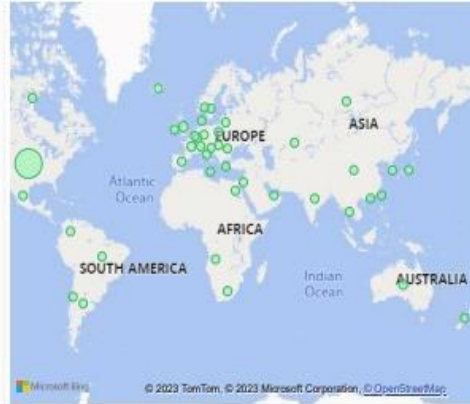 EUROPE
ASIA
Atlantic
Ocean
AFRICA
SOUTH AMERICA
Indian
Ocean
AUSTRALIA
Microsoft Bing
© 2023 TomTom, © 2023 Microsoft Corporation, © OpenStreetMap